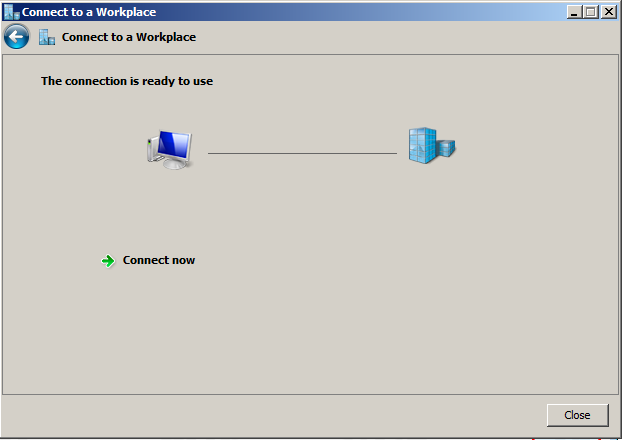 Connect to a Workplace
Connect to a Workplace
The connection is ready to use
Connect now
Close